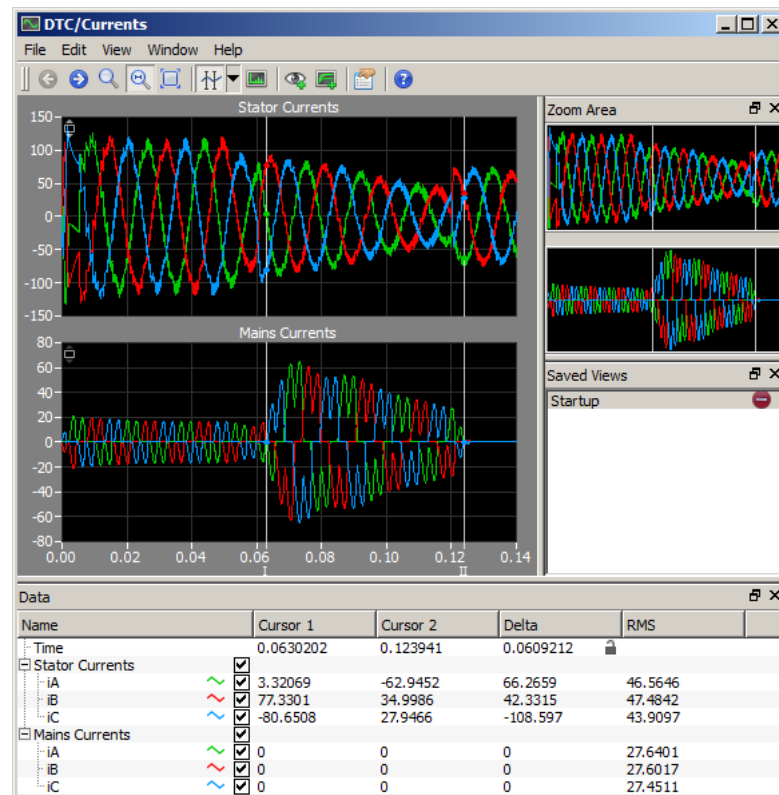 DTC/Currents
File Edit View Window Help
Stator Currents
150
100
50
0
-50
-100
-150
Mains Currents
80
60
40
20
0
-20
-40
-60
-80
0.00 0.02 0.04 0.06 0.08 0.10 0.12 0.14
I II
Zoom Area
Saved Views
Startup
Data
Name Cursor 1 Cursor 2 Delta RMS
Time 0.0630202 0.123941 0.0609212
Stator Currents
iA 3.32069 -62.9452 66.2659 46.5646
iB 77.3301 34.9986 42.3315 47.4842
iC -80.6508 27.9466 -108.597 43.9097
Mains Currents
iA 0 0 0 27.6401
iB 0 0 0 27.6017
iC 0 0 0 27.4511